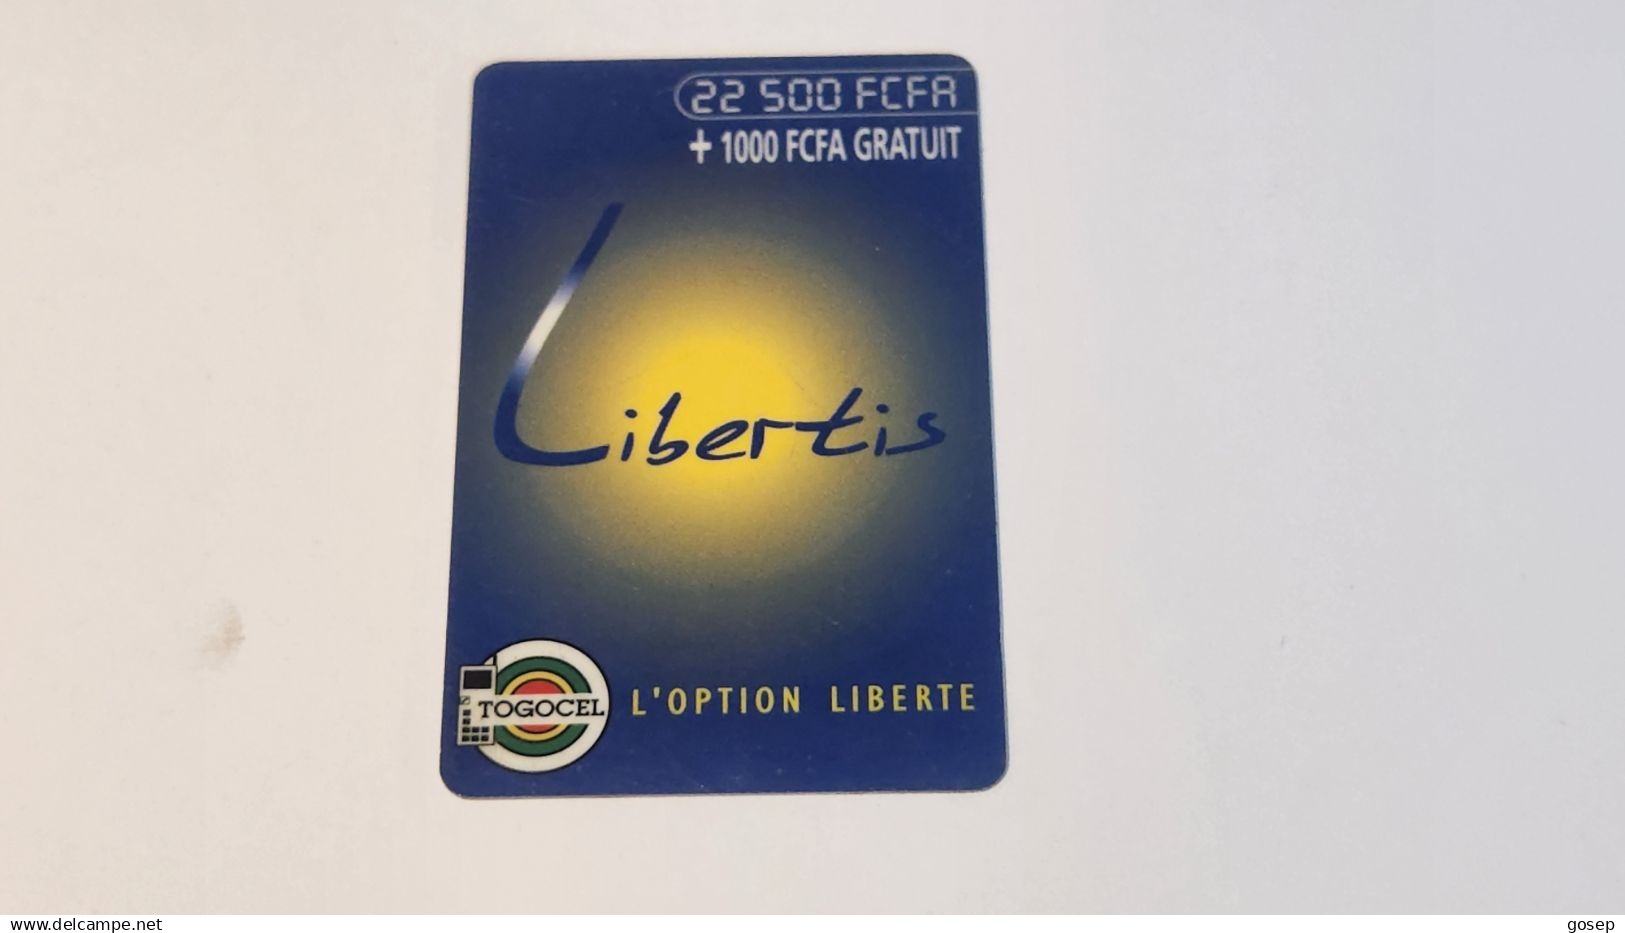 22 500 FCFA
+ 1000 FCFA GRATUIT
Libertis
TOGOCEL
L'OPTION LIBERTE
www.delcampe.net
gosep